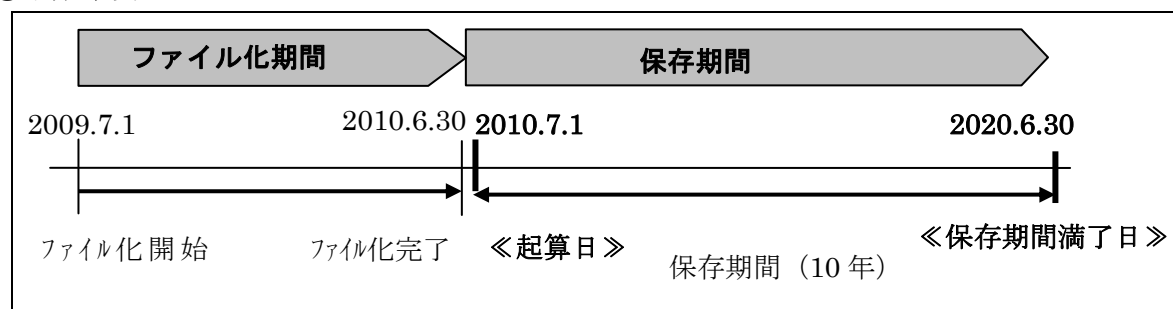 ファイル化期間 保存期間
2009.7.1 2010.6.30 2010.7.1 2020.6.30
ファイル化開始 ファイル化完了 ≪起算日≫ 保存期間（10 年） ≪保存期間満了日≫